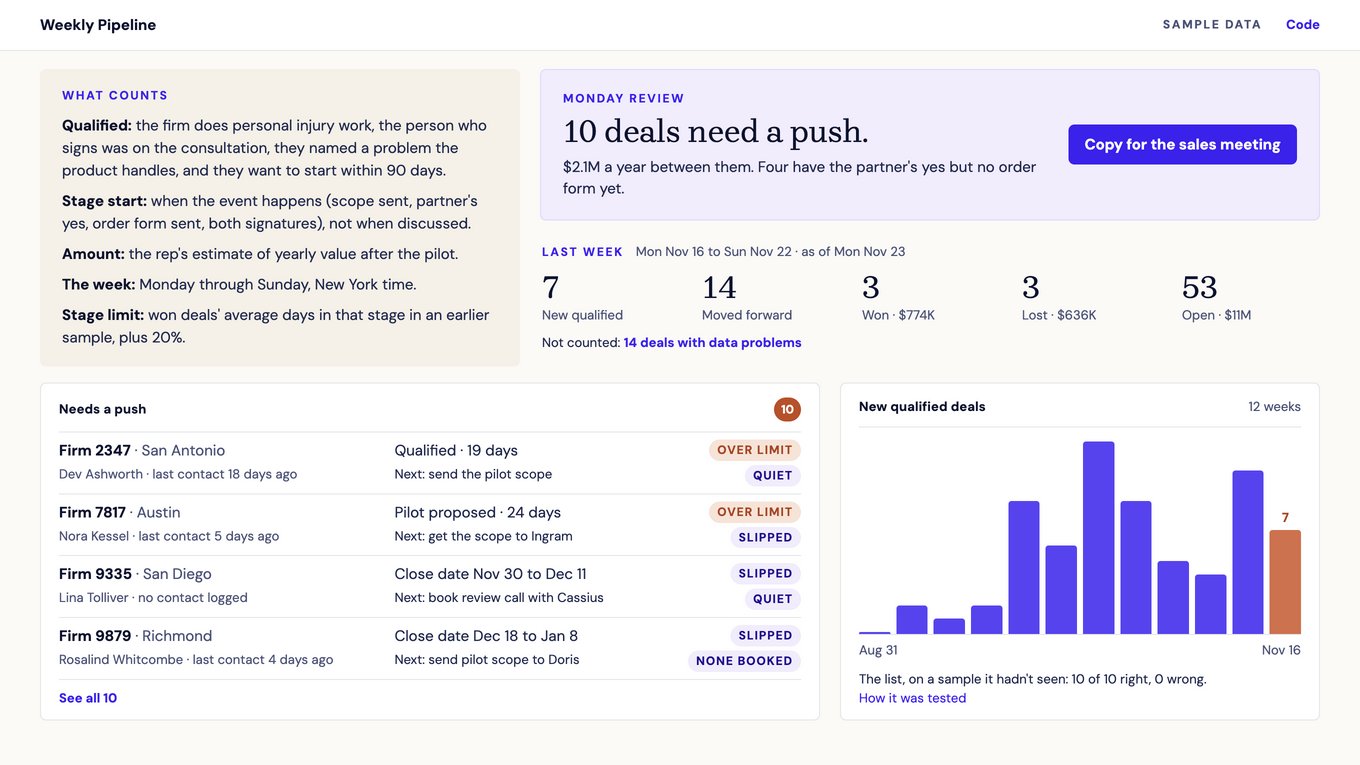 Weekly Pipeline
SAMPLE DATA
Code
WHAT COUNTS
Qualified: the firm does personal injury work, the person who
signs was on the consultation, they named a problem the
product handles, and they want to start within 90 days.
Stage start: when the event happens (scope sent, partner's
yes, order form sent, both signatures), not when discussed.
Amount: the rep's estimate of yearly value after the pilot.
The week: Monday through Sunday, New York time.
Stage limit: won deals' average days in that stage in an earlier
sample, plus 20%.
MONDAY REVIEW
10 deals need a push.
$2.1M a year between them. Four have the partner's yes but no order
form yet.
Copy for the sales meeting
LAST WEEK Mon Nov 16 to Sun Nov 22 · as of Mon Nov 23
7
New qualified
14
Moved forward
3
Won · $774K
3
Lost · $636K
53
Open · $11M
Not counted: 14 deals with data problems
Needs a push
10
Firm 2347 · San Antonio
Dev Ashworth · last contact 18 days ago
Qualified · 19 days
Next: send the pilot scope
OVER LIMIT
QUIET
Firm 7817 · Austin
Nora Kessel · last contact 5 days ago
Pilot proposed · 24 days
Next: get the scope to Ingram
OVER LIMIT
SLIPPED
Firm 9335 · San Diego
Lina Tolliver · no contact logged
Close date Nov 30 to Dec 11
Next: book review call with Cassius
SLIPPED
QUIET
Firm 9879 · Richmond
Rosalind Whitcombe · last contact 4 days ago
Close date Dec 18 to Jan 8
Next: send pilot scope to Doris
SLIPPED
NONE BOOKED
See all 10
New qualified deals
12 weeks
7
Aug 31
Nov 16
The list, on a sample it hadn't seen: 10 of 10 right, 0 wrong.
How it was tested